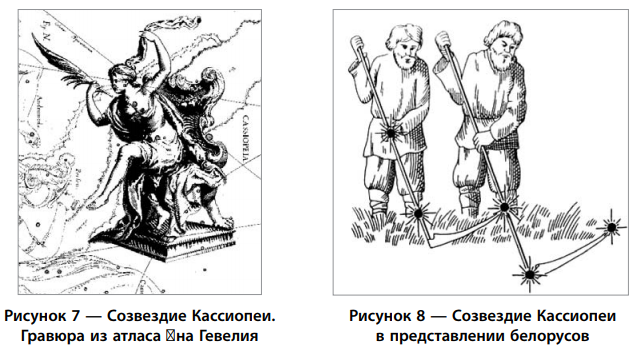 CASSIOPEIA
Рисунок 7 — Созвездие Кассиопеи.
Гравюра из атласа □на Гевелия
Рисунок 8 — Созвездие Кассиопеи
в представлении белорусов